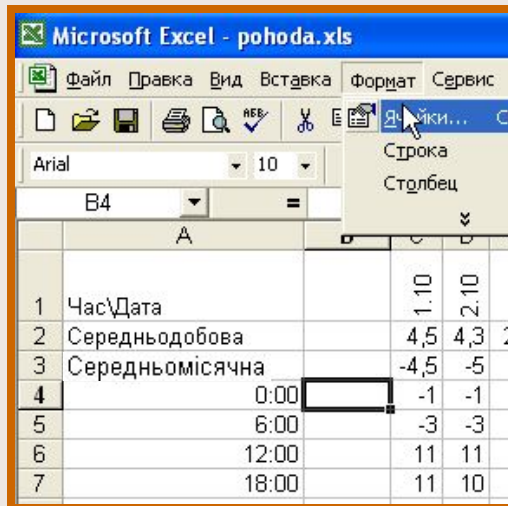 Microsoft Excel - pohoda.xls
Файл Правка Вид Вставка Формат Сервис
Ячейки...
Arial 10
Строка
Столбец
B4 =
A
1 Час\Дата 1.10 2.10
2 Середньодобова 4,5 4,3
3 Середньомісячна -4,5 -5
4 0:00 -1 -1
5 6:00 -3 -3
6 12:00 11 11
7 18:00 11 10